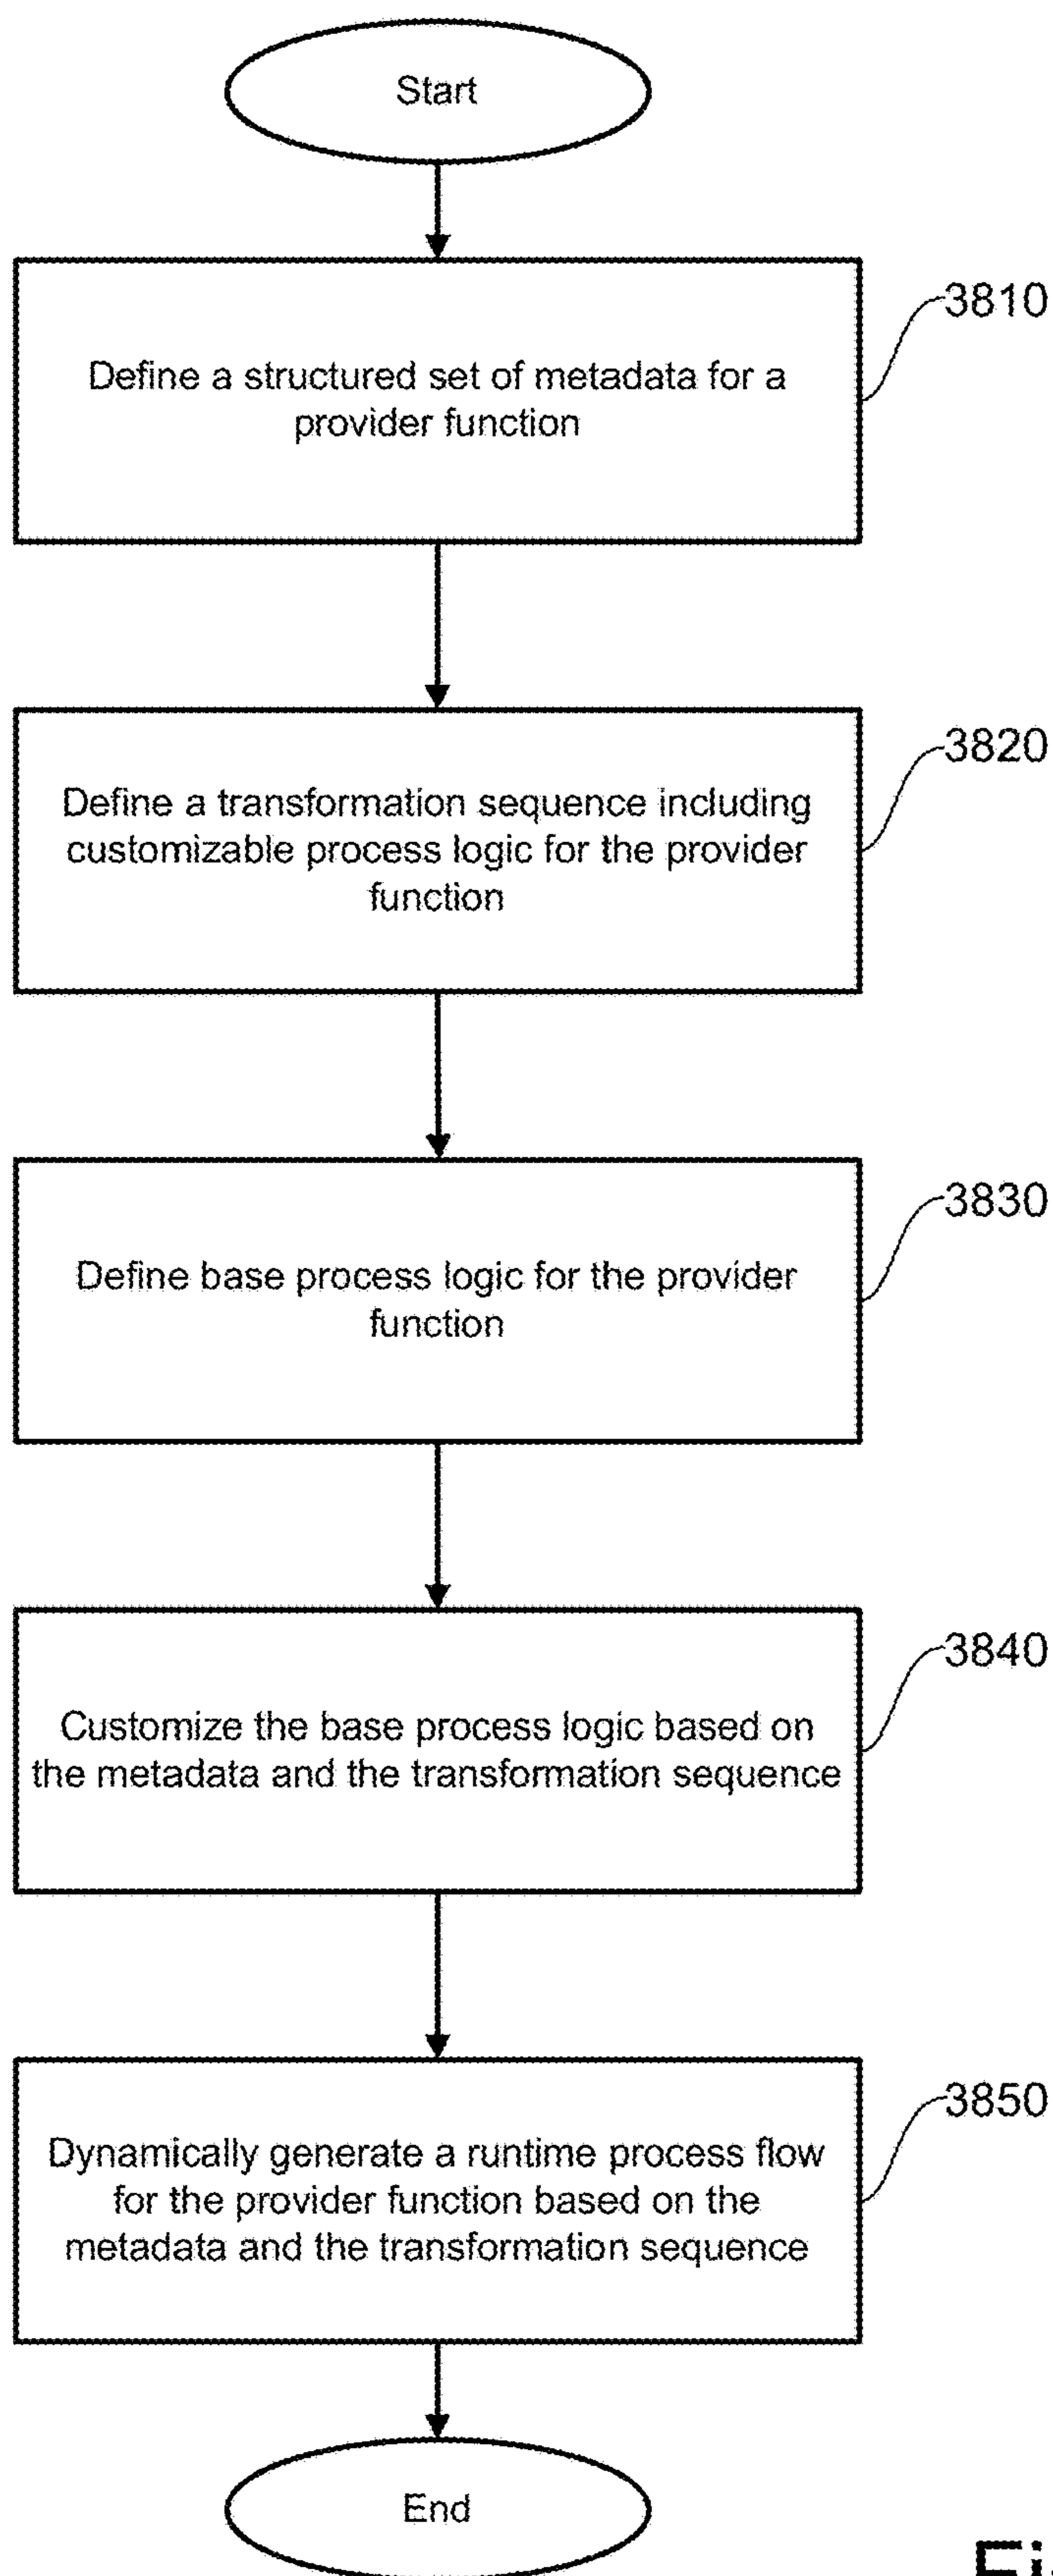 Start
3810
Define a structured set of metadata for a
provider function
3820
Define a transformation sequence including
customizable process logic for the provider
function
3830
Define base process logic for the provider
function
3840
Customize the base process logic based on
the metadata and the transformation sequence
3850
Dynamically generate a runtime process flow
for the provider function based on the
metadata and the transformation sequence
End